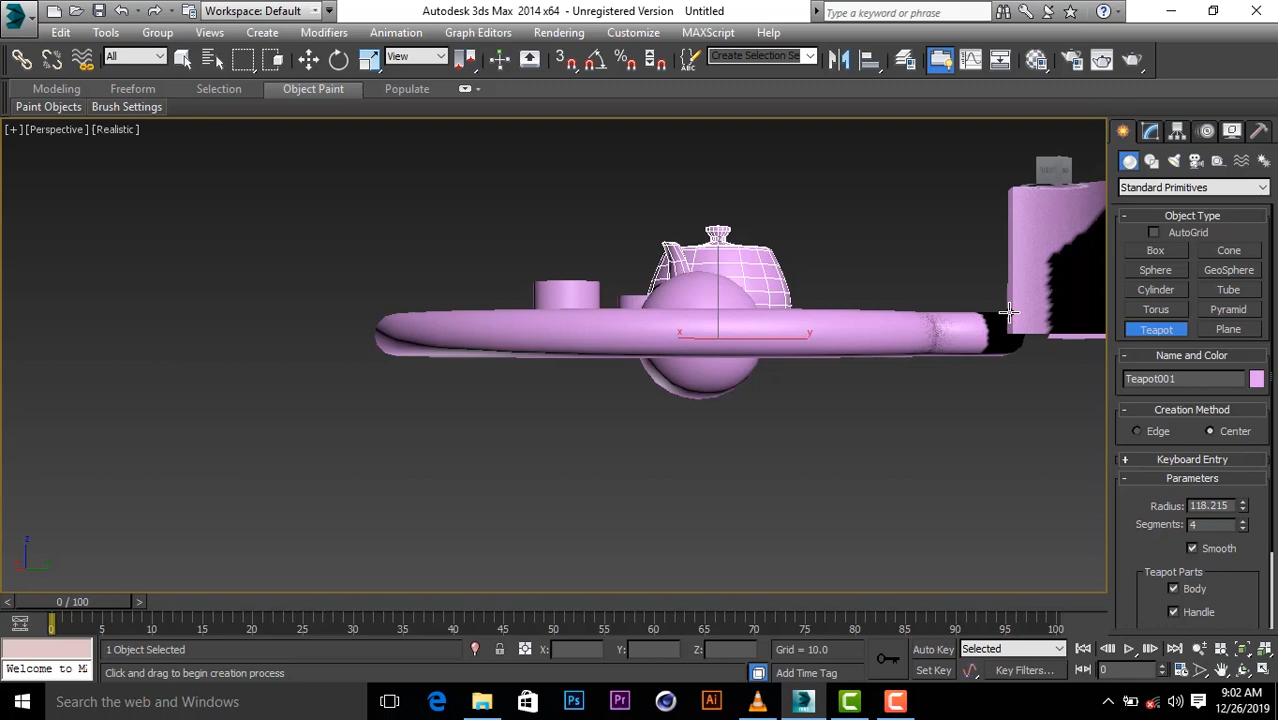 Workspace: Default
Autodesk 3ds Max 2014 x64 - Unregistered Version Untitled
Type a keyword or phrase
Edit Tools Group Views Create Modifiers Animation Graph Editors Rendering Customize MAXScript Help
All
View
Create Selection Se
Modeling Freeform Selection Object Paint Populate
Paint Objects Brush Settings
[+] [Perspective] [Realistic]
Standard Primitives
Object Type
AutoGrid
Box Cone
Sphere GeoSphere
Cylinder Tube
Torus Pyramid
Teapot Plane
Name and Color
Teapot001
Creation Method
Edge Center
Keyboard Entry
Parameters
Radius: 118.215
Segments: 4
Smooth
Teapot Parts
Body
Handle
x y
z
0 / 100
0 5 10 15 20 25 30 35 40 45 50 55 60 65 70 75 80 85 90 95 100
1 Object Selected
X: Y: Z:
Grid = 10.0
Auto Key Selected
Welcome to M
Click and drag to begin creation process
Add Time Tag
Set Key Key Filters...
0
Search the web and Windows
Ps Pr Ai
9:02 AM
12/26/2019